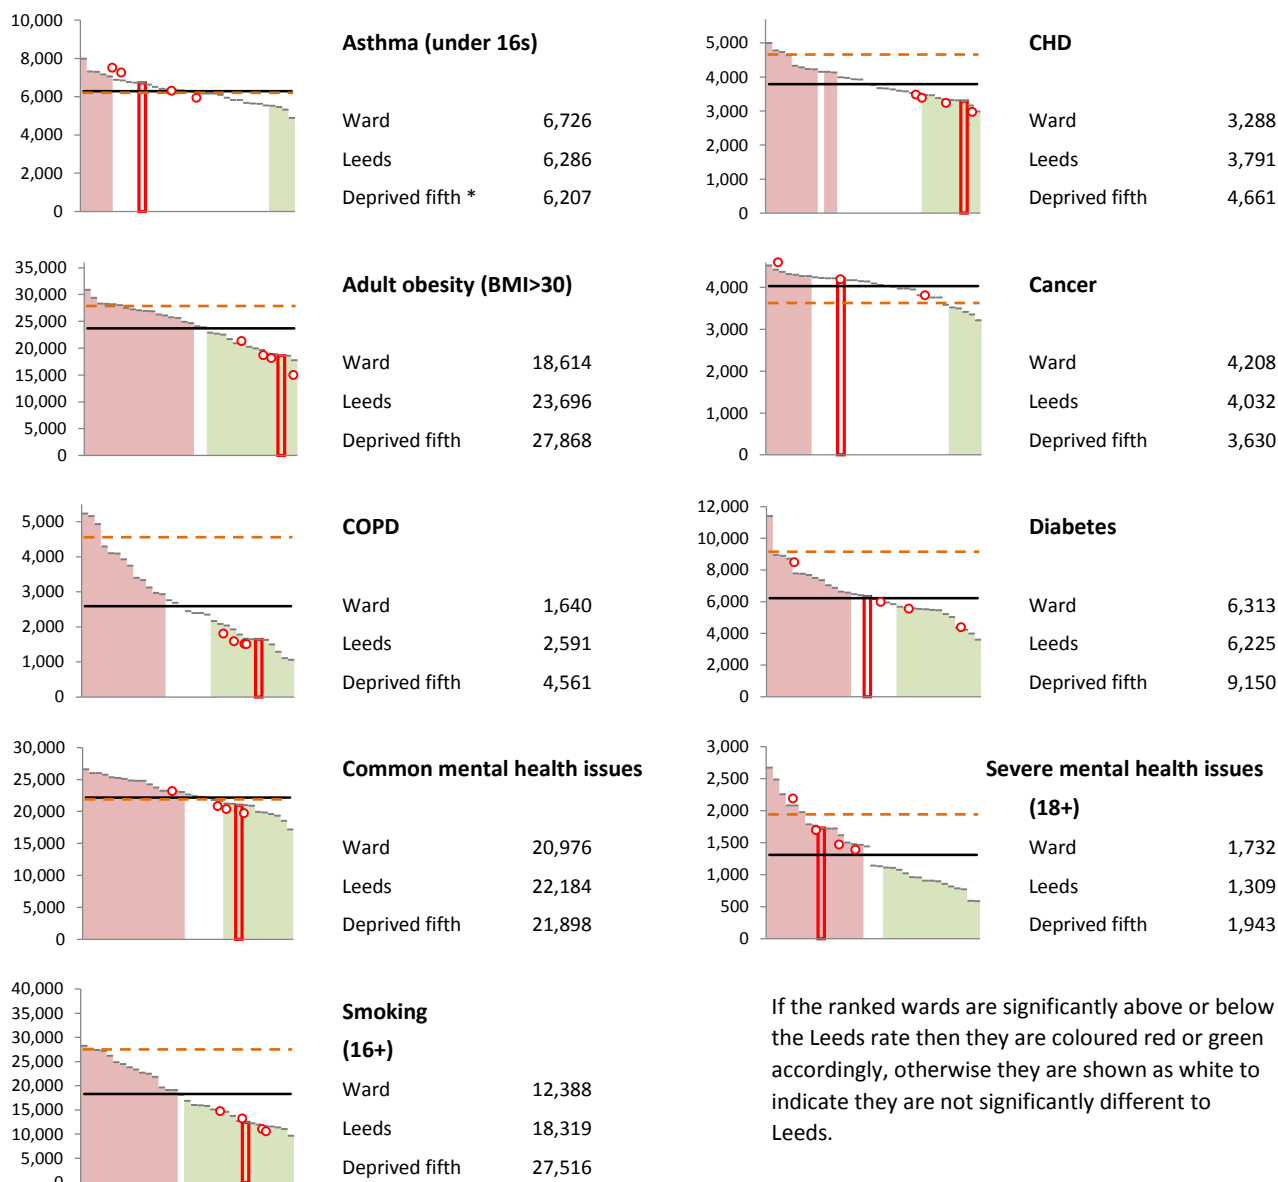 10,000
8,000
6,000
4,000
2,000
0
Asthma (under 16s)
Ward 6,726
Leeds 6,286
Deprived fifth * 6,207
5,000
4,000
3,000
2,000
1,000
0
CHD
Ward 3,288
Leeds 3,791
Deprived fifth 4,661
35,000
30,000
25,000
20,000
15,000
10,000
5,000
0
Adult obesity (BMI>30)
Ward 18,614
Leeds 23,696
Deprived fifth 27,868
4,000
3,000
2,000
1,000
0
Cancer
Ward 4,208
Leeds 4,032
Deprived fifth 3,630
5,000
4,000
3,000
2,000
1,000
0
COPD
Ward 1,640
Leeds 2,591
Deprived fifth 4,561
12,000
10,000
8,000
6,000
4,000
2,000
0
Diabetes
Ward 6,313
Leeds 6,225
Deprived fifth 9,150
30,000
25,000
20,000
15,000
10,000
5,000
0
Common mental health issues
Ward 20,976
Leeds 22,184
Deprived fifth 21,898
3,000
2,500
2,000
1,500
1,000
500
0
Severe mental health issues
(18+)
Ward 1,732
Leeds 1,309
Deprived fifth 1,943
40,000
35,000
30,000
25,000
20,000
15,000
10,000
5,000
0
Smoking
(16+)
Ward 12,388
Leeds 18,319
Deprived fifth 27,516
If the ranked wards are significantly above or below
the Leeds rate then they are coloured red or green
accordingly, otherwise they are shown as white to
indicate they are not significantly different to
Leeds.